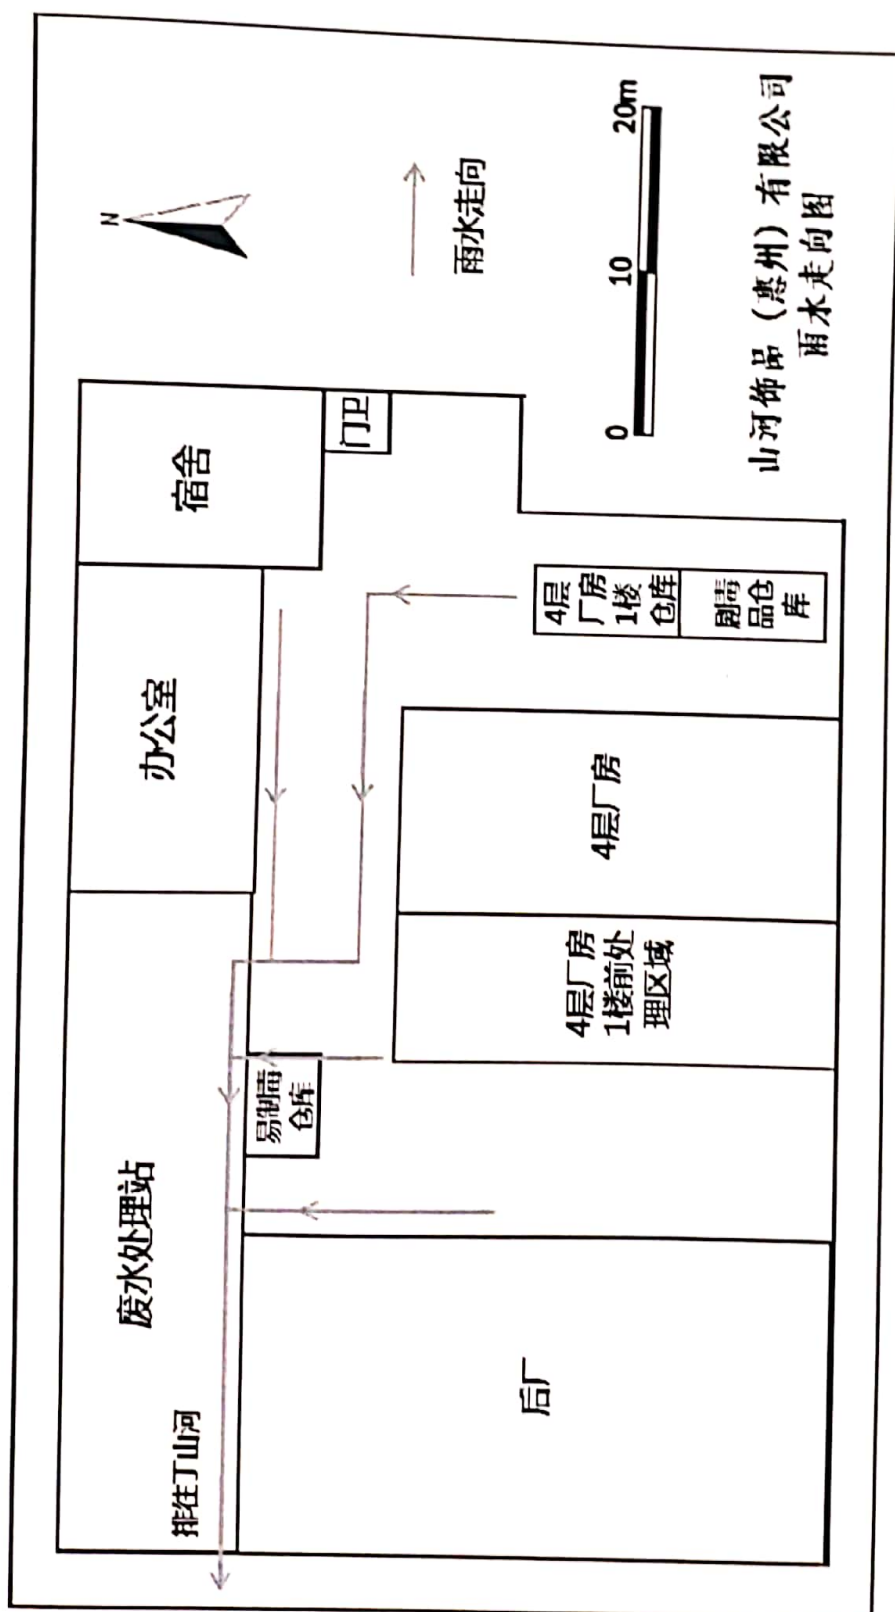 N
雨水走向
0
10
20m
山河饰品（惠州）有限公司
雨水走向图
宿舍
门卫
办公室
4层
厂房
1楼
仓库
剧毒
品仓
库
4层厂房
4层厂房
1楼前处
理区域
易制毒
仓库
废水处理站
后厂
排往丁山河